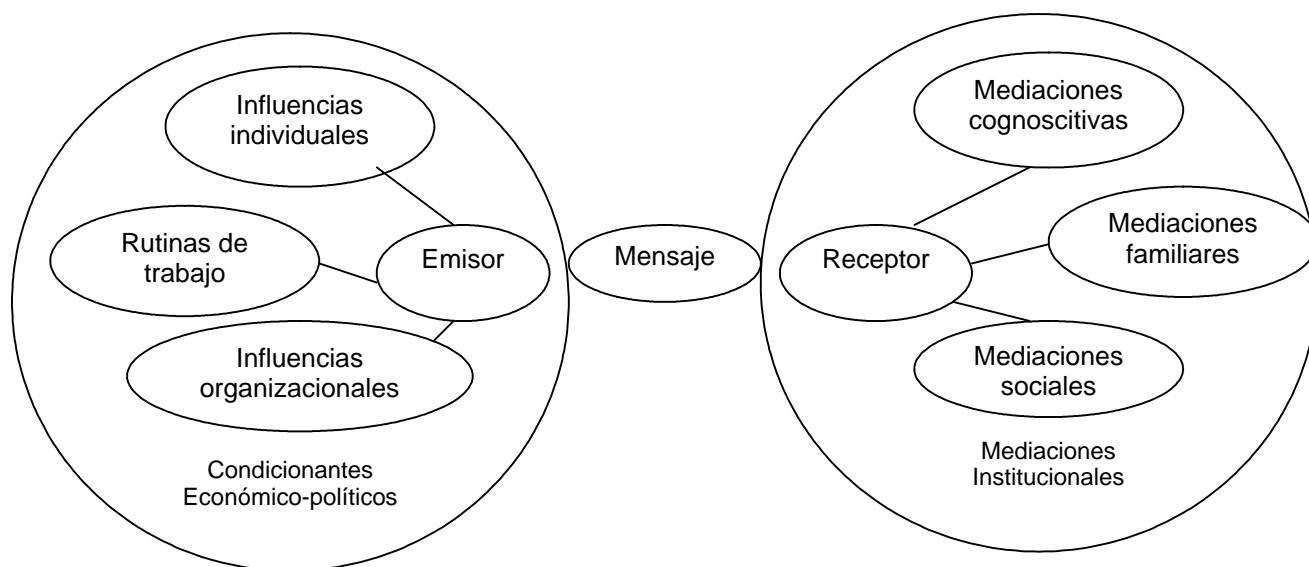 Influencias
individuales
Rutinas de
trabajo
Emisor
Influencias
organizacionales
Condicionantes
Económico-políticos
Mensaje
Receptor
Mediaciones
cognoscitivas
Mediaciones
familiares
Mediaciones
sociales
Mediaciones
Institucionales